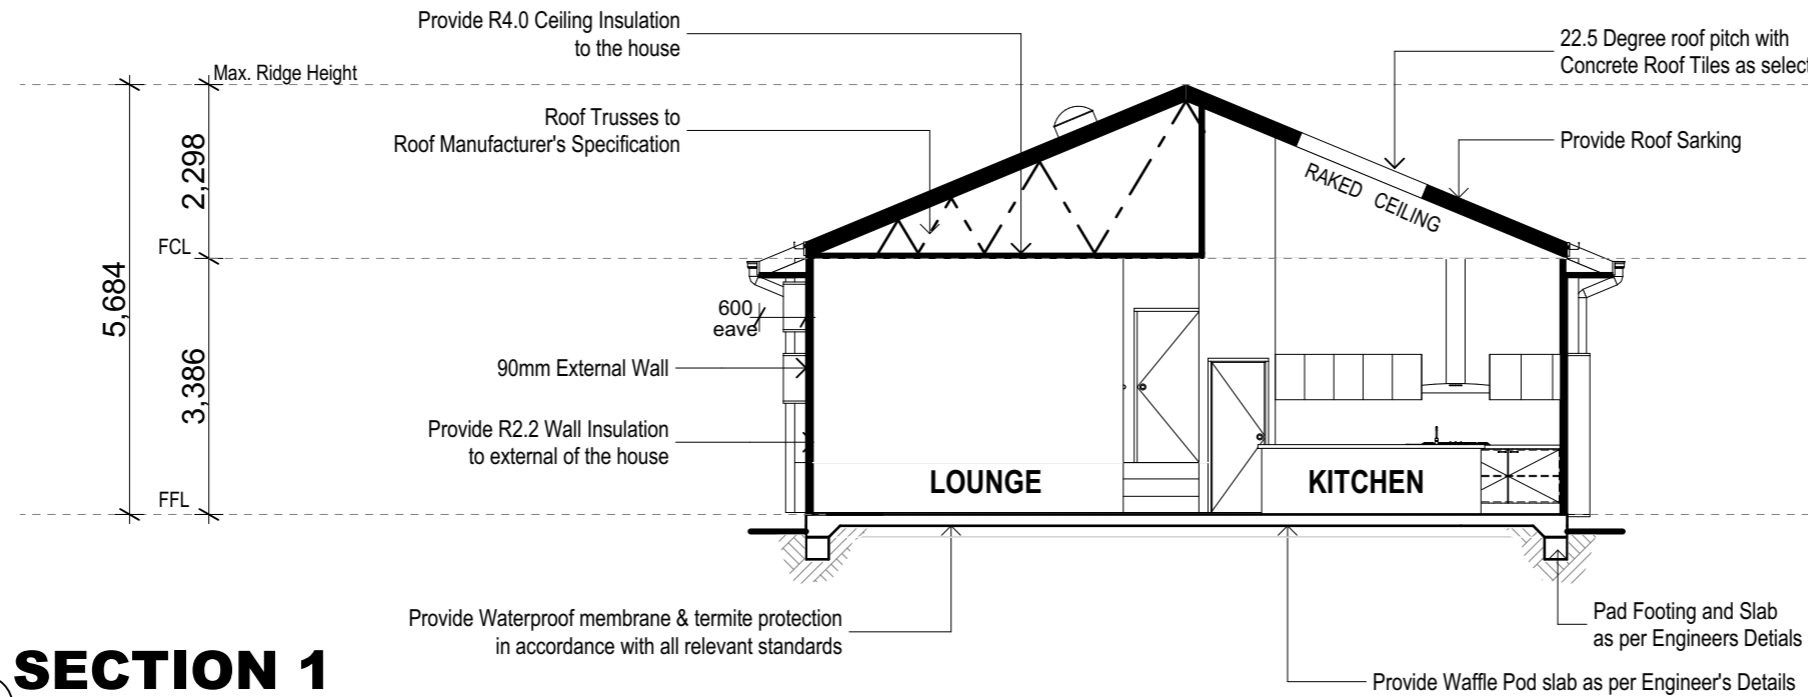 Provide R4.0 Ceiling Insulation
to the house
22.5 Degree roof pitch with
Concrete Roof Tiles as select
Max. Ridge Height
Roof Trusses to
Roof Manufacturer's Specification
Provide Roof Sarking
2,298
RAKED CEILING
FCL
5,684
600
eave
3,386
90mm External Wall
Provide R2.2 Wall Insulation
to external of the house
LOUNGE
KITCHEN
FFL
Provide Waterproof membrane & termite protection
in accordance with all relevant standards
Pad Footing and Slab
as per Engineers Detials
Provide Waffle Pod slab as per Engineer's Details
SECTION 1